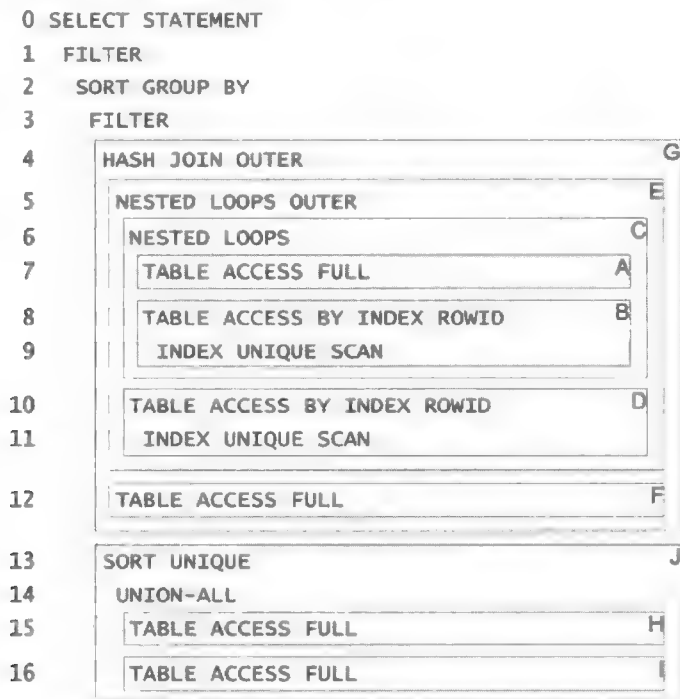 0 SELECT STATEMENT
1 FILTER
2 SORT GROUP BY
3 FILTER
4 HASH JOIN OUTER G
5 NESTED LOOPS OUTER E
6 NESTED LOOPS C
7 TABLE ACCESS FULL A
8 TABLE ACCESS BY INDEX ROWID B
9 INDEX UNIQUE SCAN
10 TABLE ACCESS BY INDEX ROWID D
11 INDEX UNIQUE SCAN
12 TABLE ACCESS FULL F
13 SORT UNIQUE J
14 UNION-ALL
15 TABLE ACCESS FULL H
16 TABLE ACCESS FULL I